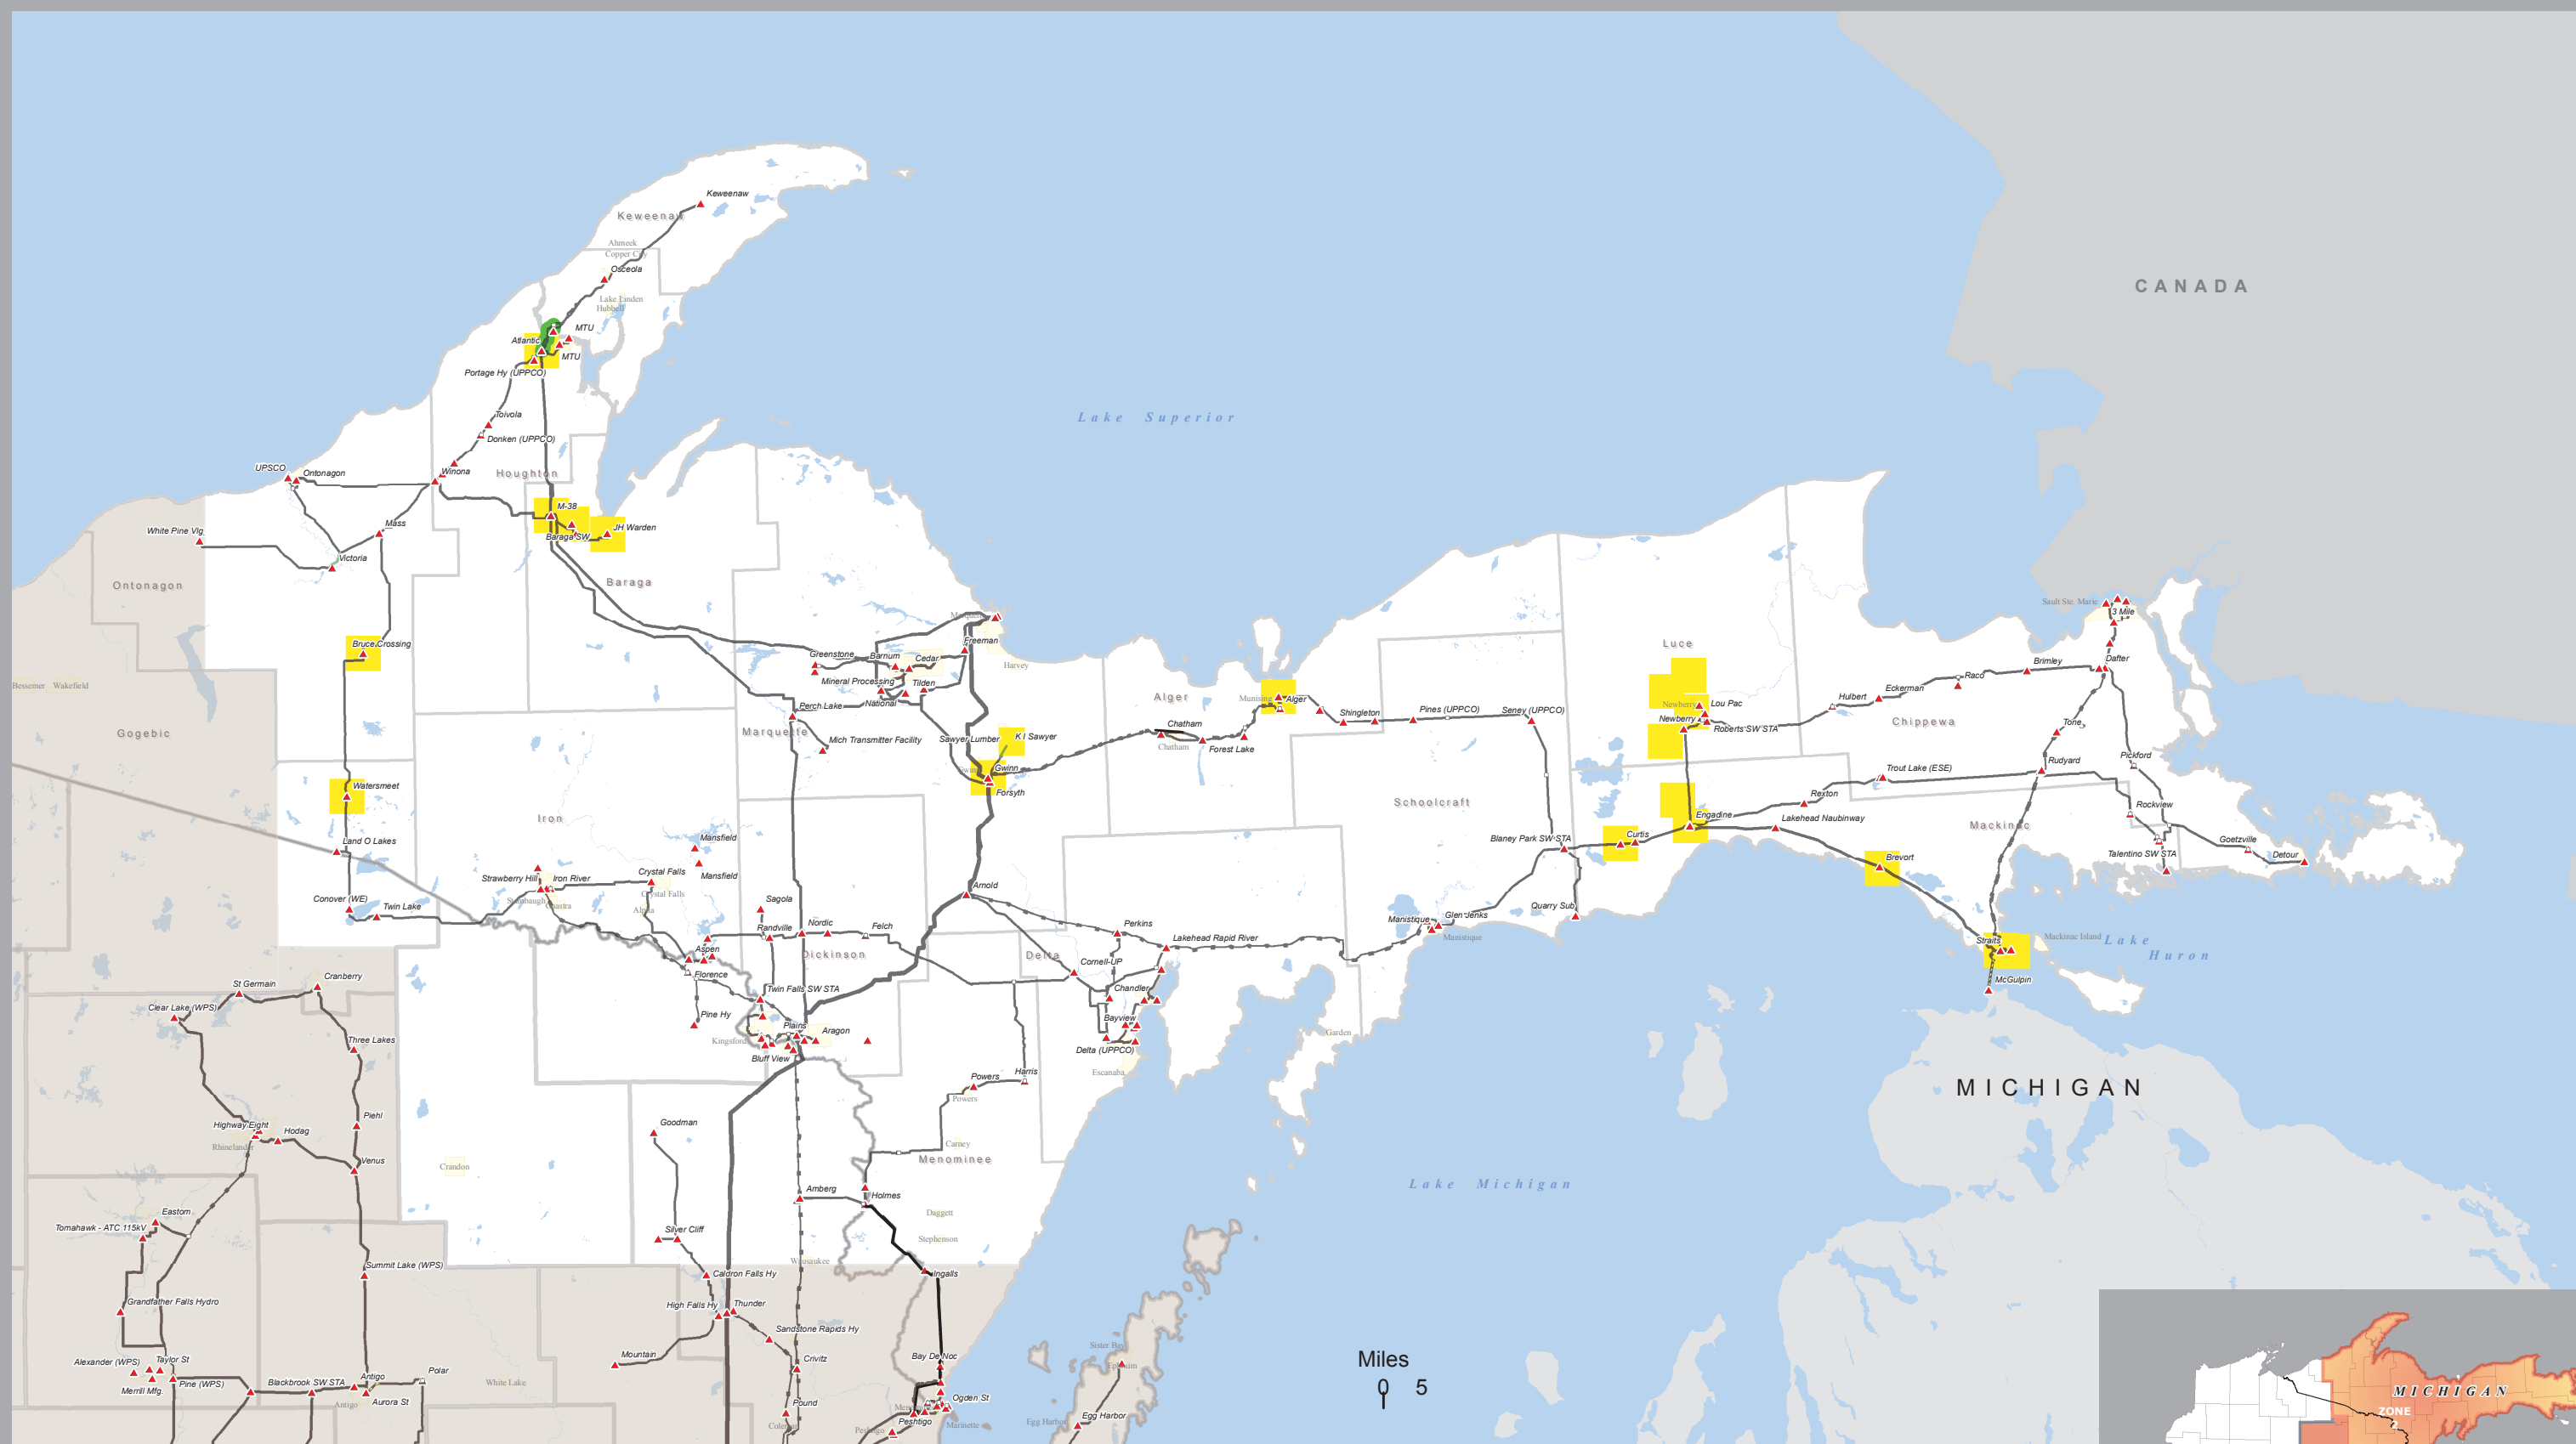 CANADA
Keweenaw
Keweenaw
Ahmeek
Copper City
Osceola
Lake Linden
Hubbell
MTU
Atlantic
MTU
Portage Hy (UPPCO)
Lake Superior
Toivola
Donken (UPPCO)
UPSCO
Ontonagon
Winona
Houghton
M-38
Mass
JH Warden
White Pine Vlg
Baraga SW
Victoria
Ontonagon
Baraga
Sault Ste. Marie
3 Mile
Freeman
Luce
Bruce Crossing
Greenstone
Barnum
Cedar
Harvey
Dafter
Brimley
Raco
Bessemer
Wakefield
Mineral Processing
Tilden
Alger
Eckerman
Hulbert
Munising
Alger
Newberry
Lou Pac
National
Perch Lake
Shingleton
Pines (UPPCO)
Seney (UPPCO)
Newberry
Roberts SW STA
Chippewa
Tone
Gogebic
Marquette
Mich Transmitter Facility
Sawyer Lumber
K I Sawyer
Chatham
Chatham
Forest Lake
Pickford
Rudyard
Gwinn
Trout Lake (ESE)
Watersmeet
Forsyth
Rexton
Schoolcraft
Rockview
Iron
Engadine
Lakehead Naubinway
Mackinac
Land O Lakes
Mansfield
Blaney Park SW STA
Curtis
Goetzville
Talentino SW STA
Detour
Brevort
Strawberry Hill
Iron River
Crystal Falls
Mansfield
Arnold
Conover (WE)
Twin Lake
Stambaugh
Gaastra
Crystal Falls
Alpha
Sagola
Quarry Sub
Manistique
Glen Jenks
Manistique
Randville
Nordic
Felch
Perkins
Lakehead Rapid River
Straits
Mackinac Island
Lake
Huron
Aspen
Dickinson
Delta
Cornell-UP
Florence
McGulpin
Cranberry
St Germain
Twin Falls SW STA
Chandler
Clear Lake (WPS)
Pine Hy
Plains
Aragon
Bayview
Garden
Kingsford
Three Lakes
Bluff View
Delta (UPPCO)
Escanaba
Powers
Harris
Powers
MICHIGAN
Piehl
Highway Eight
Hodag
Rhinelander
Goodman
Carney
Menominee
Venus
Crandon
Lake Michigan
Amberg
Holmes
Eastom
Tomahawk - ATC 115kV
Daggett
Silver Cliff
Stephenson
Wausaukee
Summit Lake (WPS)
Caldron Falls Hy
Ingalls
Grandfather Falls Hydro
High Falls Hy
Thunder
Sandstone Rapids Hy
Sister Bay
Ephraim
Miles
0 5
Alexander (WPS)
Taylor St
Mountain
Crivitz
Bay De Noc
Polar
Merrill Mfg.
Pine (WPS)
Blackbrook SW STA
Antigo
White Lake
Antigo
Aurora St
Pound
Ogden St
Peshtigo
Marinette
Egg Harbor
Egg Harbor
MICHIGAN
ZONE
2